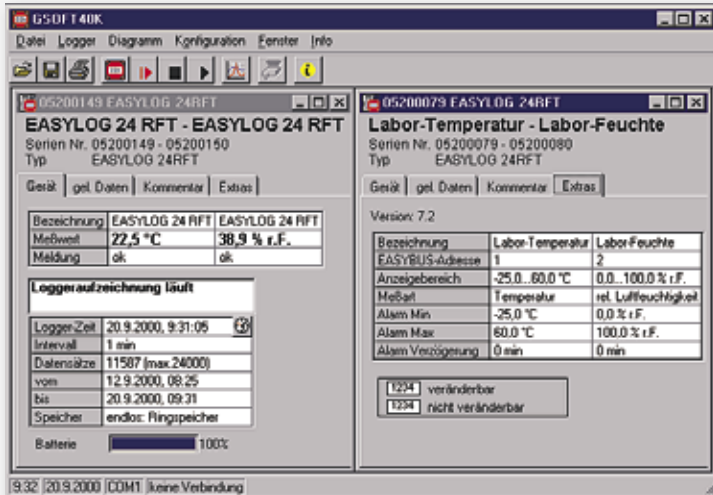 GSOFT40K
Datei Logger Diagramm Konfiguration Fenster Info
05200149 EASYLOG 24RFT
EASYLOG 24 RFT - EASYLOG 24 RFT
Serien Nr. 05200149 - 05200150
Typ EASYLOG 24RFT
Gerät gel. Daten Kommentar Extras
Bezeichnung EASYLOG 24 RFT EASYLOG 24 RFT
Meßwert 22,5 °C 38,9 % r.F.
Meldung ok ok
Loggeraufzeichnung läuft
Logger-Zeit 20.9.2000, 9:31:05
Intervall 1 min
Datensätze 11587 (max.24000)
vom 12.9.2000, 08:25
bis 20.9.2000, 09:31
Speicher endlos: Ringspeicher
Batterie 100%
05200079 EASYLOG 24RFT
Labor-Temperatur - Labor-Feuchte
Serien Nr. 05200079 - 05200080
Typ EASYLOG 24RFT
Gerät gel. Daten Kommentar Extras
Version: 7.2
Bezeichnung Labor-Temperatur Labor-Feuchte
EASYBUS-Adresse 1 2
Anzeigebereich -25,0...60,0 °C 0,0...100,0 % r.F.
Meßart Temperatur rel. Luftfeuchtigkeit
Alarm Min -25,0 °C 0,0 % r.F.
Alarm Max 60,0 °C 100,0 % r.F.
Alarm Verzögerung 0 min 0 min
1234 veränderbar
1234 nicht veränderbar
9:32 20.9.2000 COM1 keine Verbindung